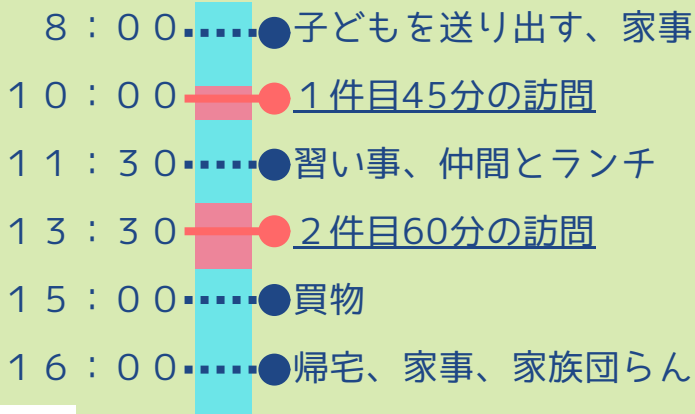 ８：００ 子どもを送り出す、家事
１０：００ １件目45分の訪問
１１：３０ 習い事、仲間とランチ
１３：３０ ２件目60分の訪問
１５：００ 買物
１６：００ 帰宅、家事、家族団らん